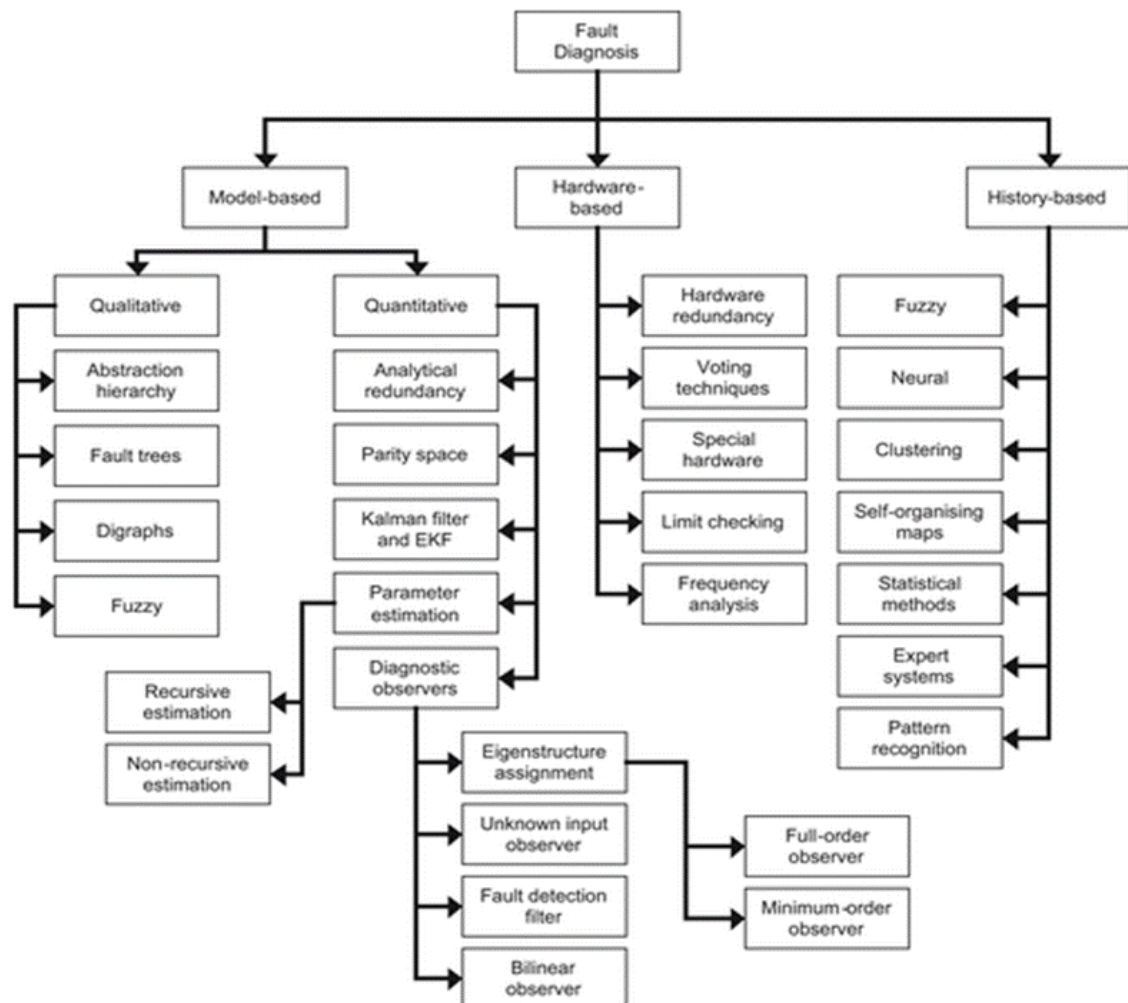 Fault
Diagnosis
Model-based
Hardware-
based
History-based
Qualitative
Quantitative
Hardware
redundancy
Fuzzy
Abstraction
hierarchy
Analytical
redundancy
Voting
techniques
Neural
Fault trees
Parity space
Special
hardware
Clustering
Digraphs
Kalman filter
and EKF
Limit checking
Self-organising
maps
Fuzzy
Parameter
estimation
Frequency
analysis
Statistical
methods
Diagnostic
observers
Expert
systems
Recursive
estimation
Pattern
recognition
Non-recursive
estimation
Eigenstructure
assignment
Unknown input
observer
Full-order
observer
Fault detection
filter
Minimum-order
observer
Bilinear
observer